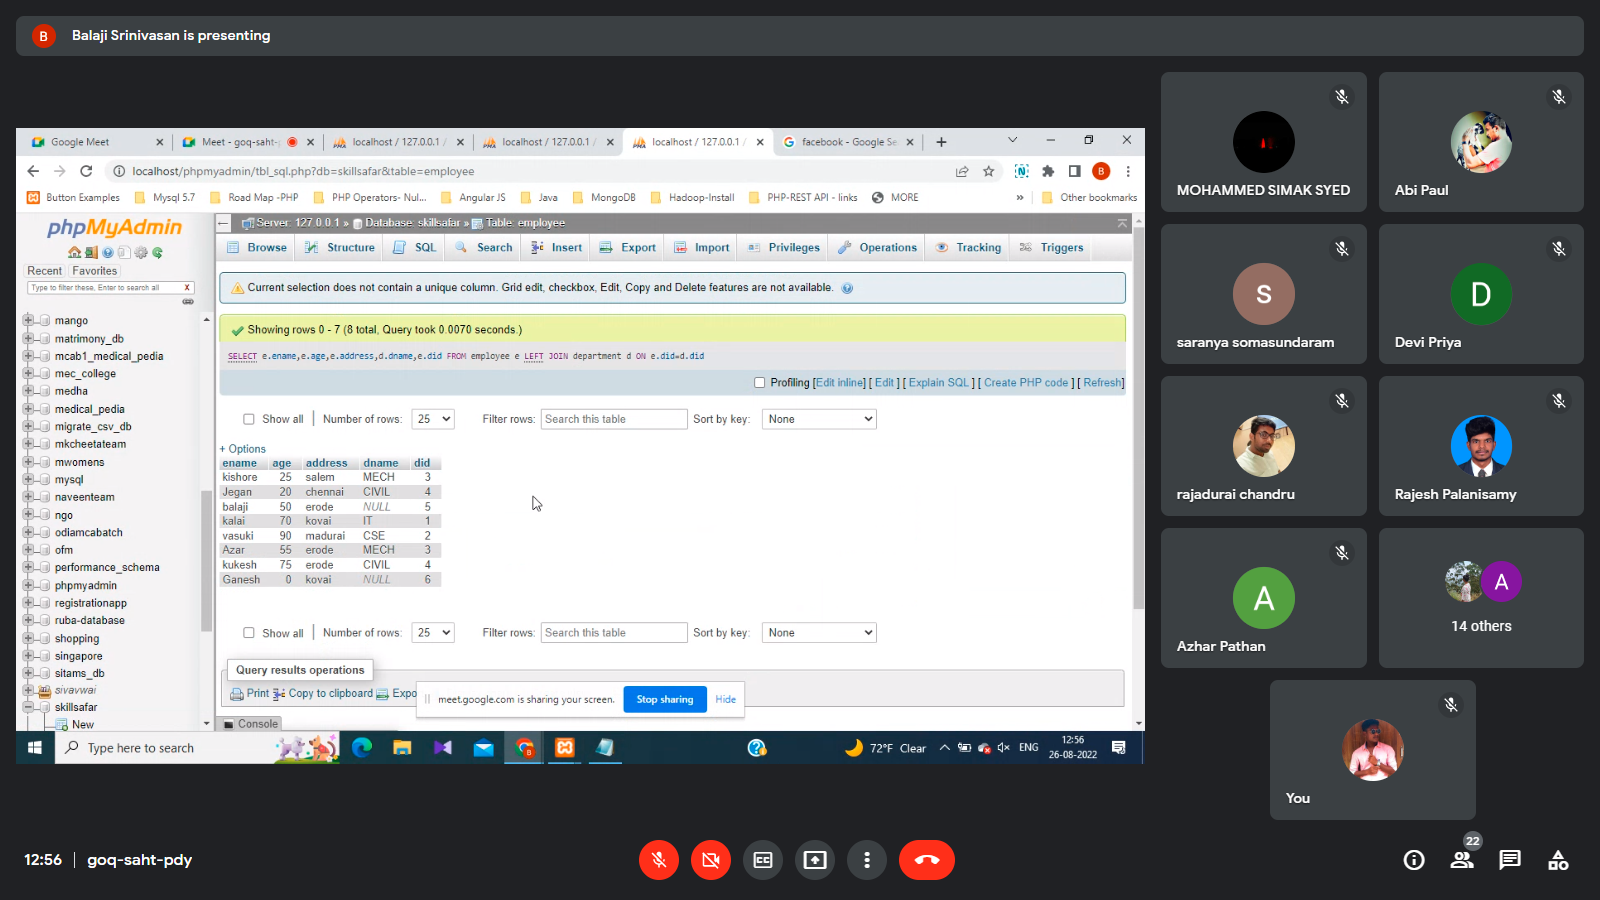 B Balaji Srinivasan is presenting
Google Meet
Meet - goq-saht-
localhost / 127.0.0.1 /
localhost / 127.0.0.1 /
localhost / 127.0.0.1 /
facebook - Google Se
localhost/phpmyadmin/tbl_sql.php?db=skillsafar&table=employee
B
Button Examples
Mysql 5.7
Road Map -PHP
PHP Operators- Nul...
Angular JS
Java
MongoDB
Hadoop-Install
PHP-REST API - links
MORE
»
Other bookmarks
phpMyAdmin
Recent Favorites
Type to filter these, Enter to search all X
mango
matrimony_db
mcab1_medical_pedia
mec_college
medha
medical_pedia
migrate_csv_db
mkcheetateam
mwomens
mysql
naveenteam
ngo
odiamcabatch
ofm
performance_schema
phpmyadmin
registrationapp
ruba-database
shopping
singapore
sitams_db
sivavwai
skillsafar
New
Server: 127.0.0.1 » Database: skillsafar » Table: employee
Browse Structure SQL Search Insert Export Import Privileges Operations Tracking Triggers
Current selection does not contain a unique column. Grid edit, checkbox, Edit, Copy and Delete features are not available.
Showing rows 0 - 7 (8 total, Query took 0.0070 seconds.)
SELECT e.ename,e.age,e.address,d.dname,e.did FROM employee e LEFT JOIN department d ON e.did=d.did
Profiling [Edit inline] [ Edit ] [ Explain SQL ] [ Create PHP code ] [ Refresh]
Show all | Number of rows: 25 Filter rows: Search this table Sort by key: None
+ Options
ename age address dname did
kishore 25 salem MECH 3
Jegan 20 chennai CIVIL 4
balaji 50 erode NULL 5
kalai 70 kovai IT 1
vasuki 90 madurai CSE 2
Azar 55 erode MECH 3
kukesh 75 erode CIVIL 4
Ganesh 0 kovai NULL 6
Show all | Number of rows: 25 Filter rows: Search this table Sort by key: None
Query results operations
Print Copy to clipboard Expo
meet.google.com is sharing your screen. Stop sharing Hide
Console
Type here to search
72°F Clear
ENG
12:56
26-08-2022
MOHAMMED SIMAK SYED
Abi Paul
S
saranya somasundaram
D
Devi Priya
rajadurai chandru
Rajesh Palanisamy
A
Azhar Pathan
A
14 others
You
12:56 | goq-saht-pdy
22